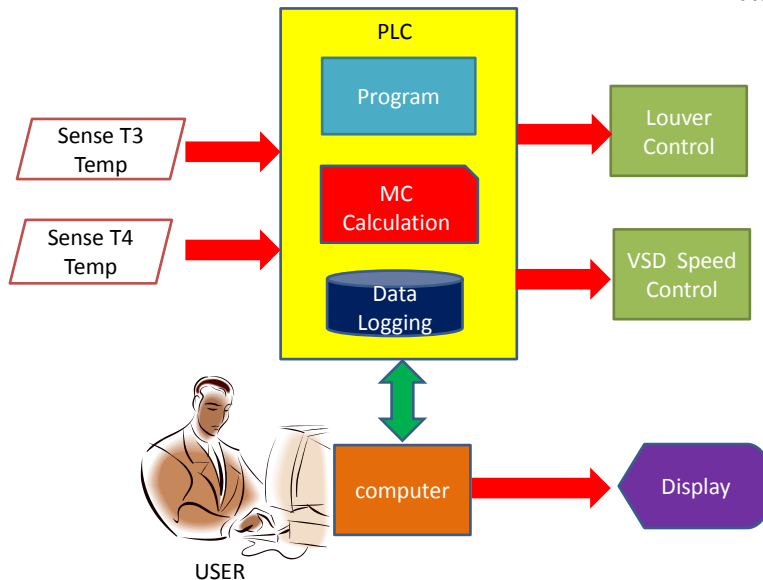 PLC
Program
Sense T3
Temp
Louver
Control
MC
Calculation
Sense T4
Temp
VSD Speed
Control
Data
Logging
computer
Display
USER